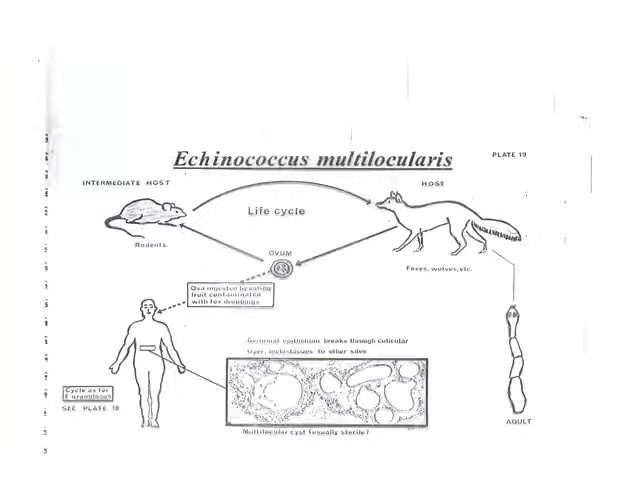 Echinococcus multilocularis
PLATE 19
INTERMEDIATE HOST
HOST
Life cycle
Rodents.
OVUM
Foxes, wolves, etc.
Ova ingested by eating
fruit contaminated
with fox droppings
Germinal epithelium breaks through cuticular
layer, metastasizes to other sites
Cycle as for
E granulosus
SEE PLATE 18
Multilocular cyst (usually sterile)
ADULT